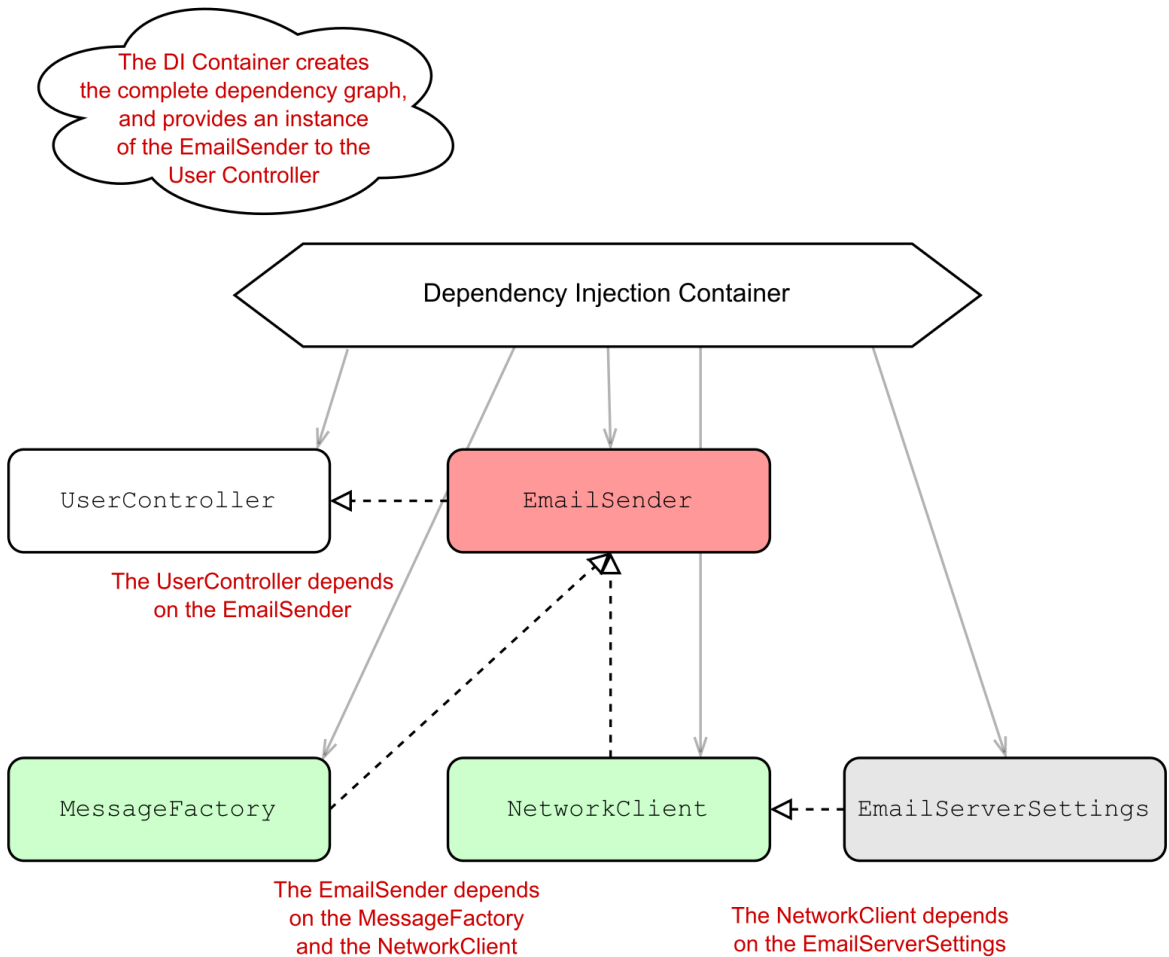 The DI Container creates
the complete dependency graph,
and provides an instance
of the EmailSender to the
User Controller
Dependency Injection Container
UserController
EmailSender
The UserController depends
on the EmailSender
MessageFactory
NetworkClient
EmailServerSettings
The EmailSender depends
on the MessageFactory
and the NetworkClient
The NetworkClient depends
on the EmailServerSettings